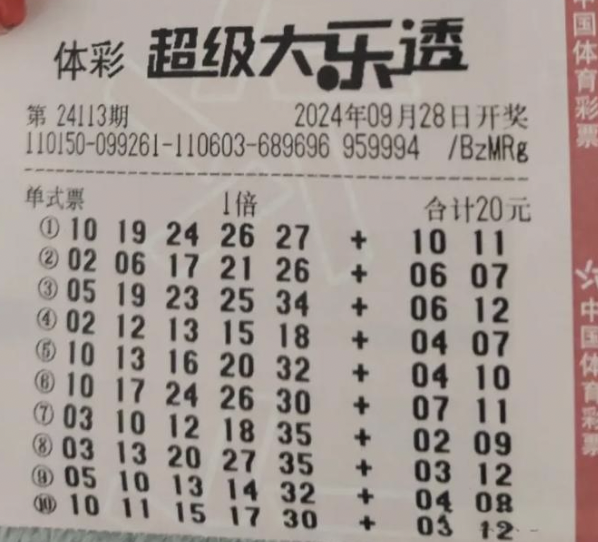 体彩 超级大乐透
第 24113期 2024年09月28日开奖
110150-099261-110603-689696 959994 /BzMRg
单式票 1倍 合计20元
① 10 19 24 26 27 + 10 11
② 02 06 17 21 26 + 06 07
③ 05 19 23 25 34 + 06 12
④ 02 12 13 15 18 + 04 07
⑤ 10 13 16 20 32 + 04 10
⑥ 10 17 24 26 30 + 07 11
⑦ 03 10 12 18 35 + 02 09
⑧ 03 13 20 27 35 + 03 12
⑨ 05 10 13 14 32 + 04 08
⑩ 10 11 15 17 30 + 03 12
中国体育彩票
中国体育彩票